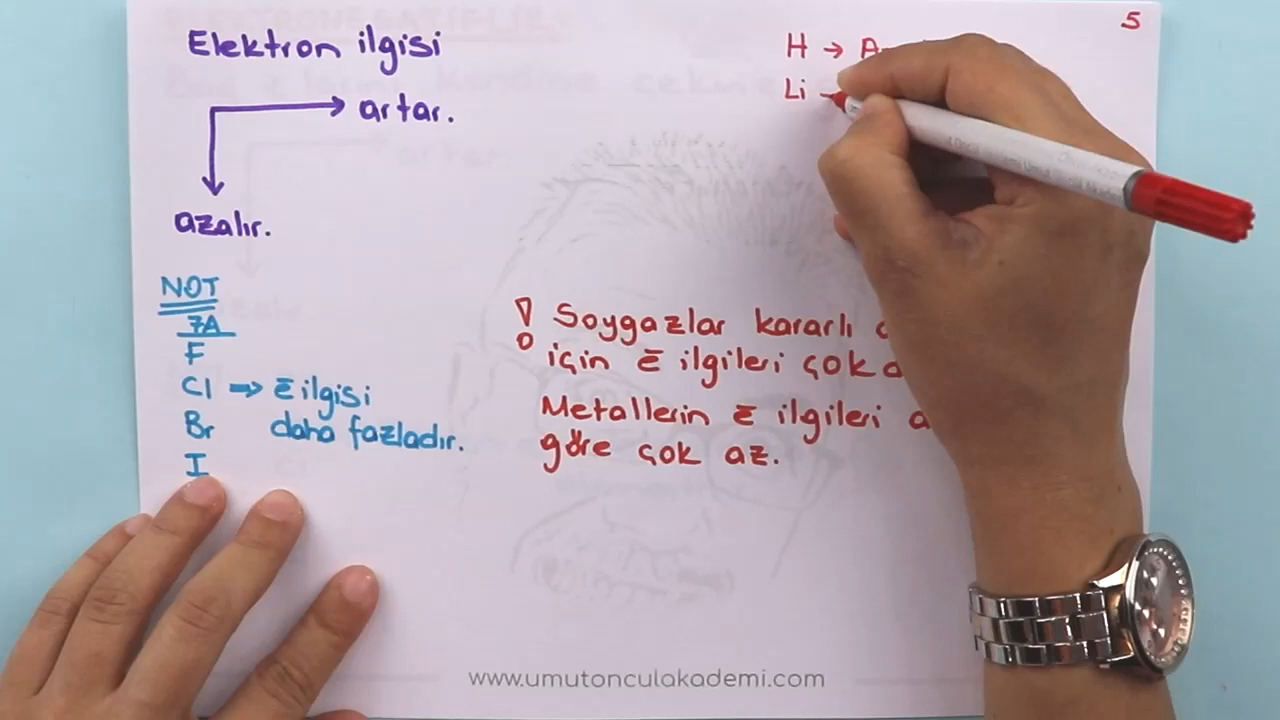 5
Elektron ilgisi
artar.
azalır.
H →
Li
NOT
7A
F
Cl → ē ilgisi
Br daha fazladır.
I
! Soygazlar kararlı
için ē ilgileri çok
Metallerin ē ilgileri
göre çok az.
www.umutonculakademi.com